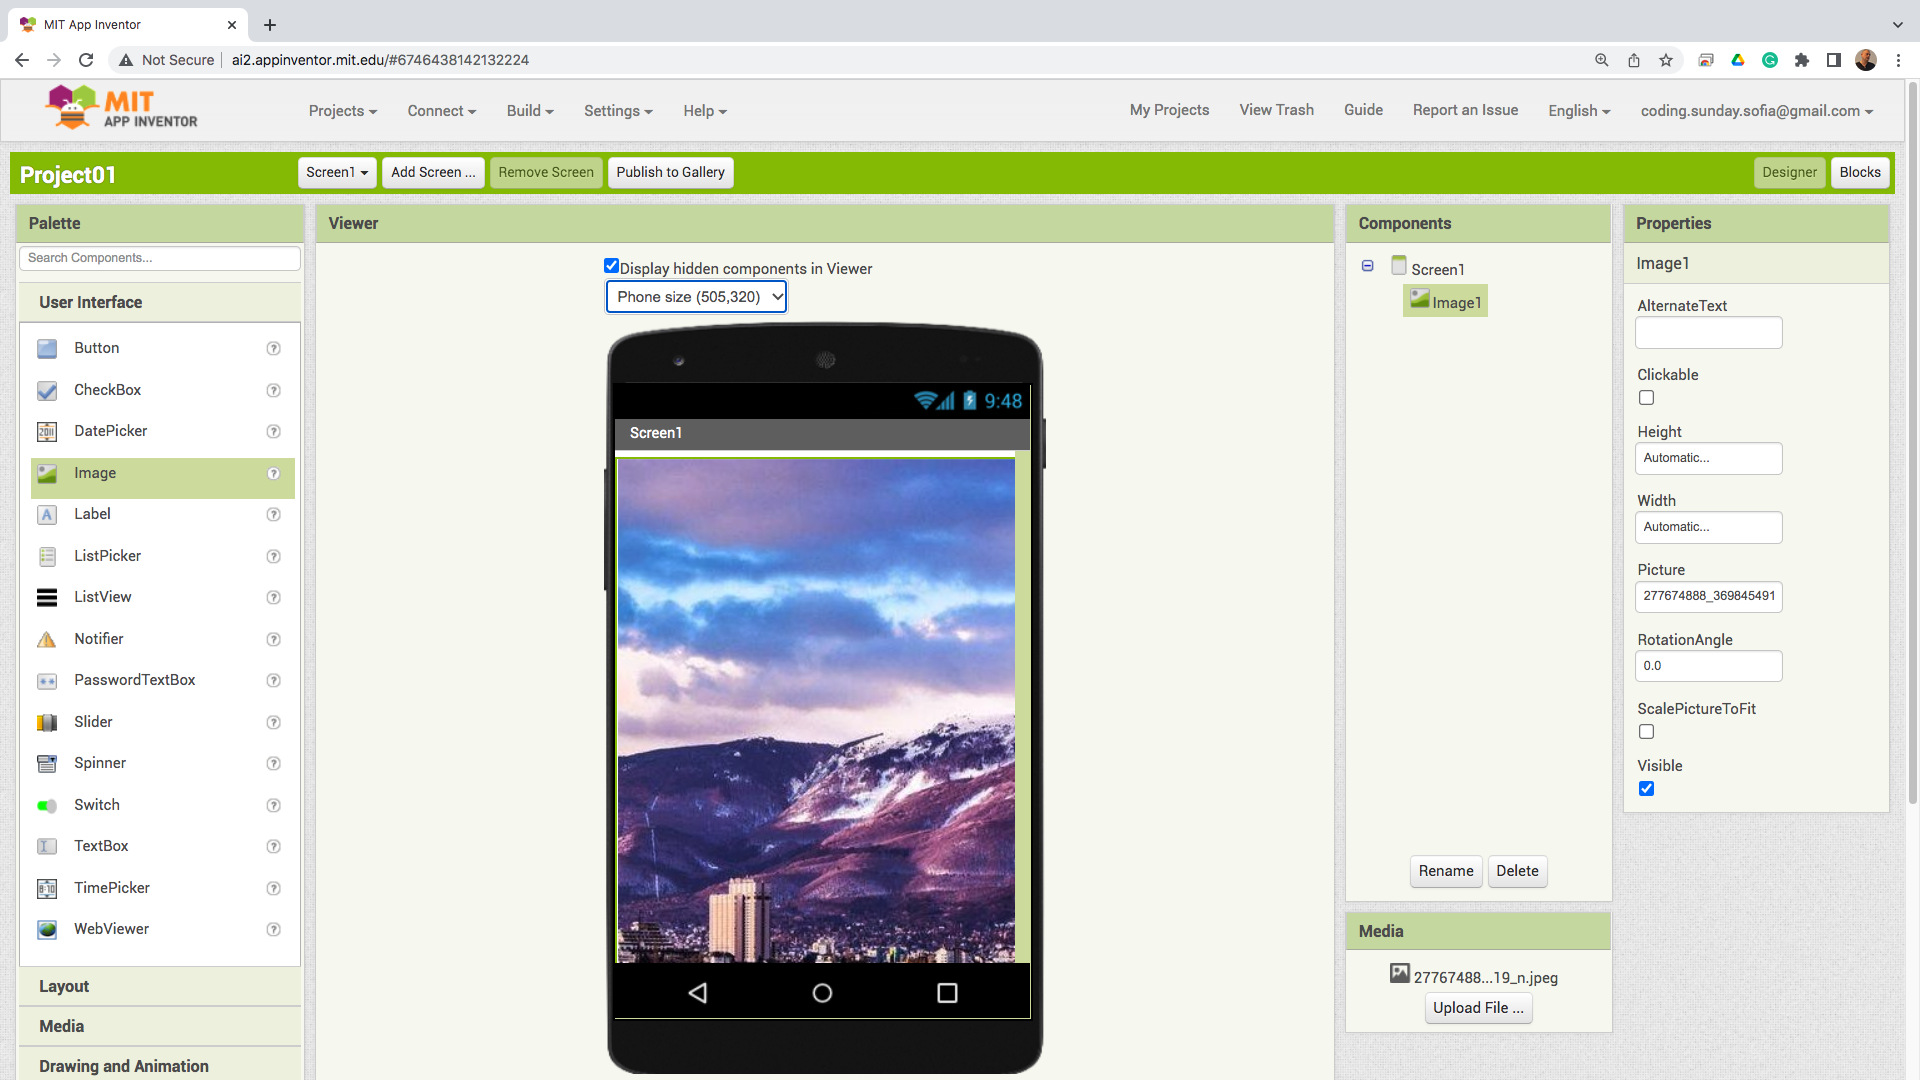 MIT App Inventor
Not Secure
ai2.appinventor.mit.edu/#6746438142132224
MIT
APP INVENTOR
Projects
Connect
Build
Settings
Help
My Projects
View Trash
Guide
Report an Issue
English
coding.sunday.sofia@gmail.com
Project01
Screen1
Add Screen ...
Remove Screen
Publish to Gallery
Designer
Blocks
Palette
Search Components...
User Interface
Button
?
CheckBox
?
DatePicker
?
Image
?
Label
?
ListPicker
?
ListView
?
Notifier
?
PasswordTextBox
?
Slider
?
Spinner
?
Switch
?
TextBox
?
TimePicker
?
WebViewer
?
Layout
Media
Drawing and Animation
Viewer
Display hidden components in Viewer
Phone size (505,320)
9:48
Screen1
Components
Screen1
Image1
Rename
Delete
Media
27767488...19_n.jpeg
Upload File ...
Properties
Image1
AlternateText
Clickable
Height
Automatic...
Width
Automatic...
Picture
277674888_369845491
RotationAngle
0.0
ScalePictureToFit
Visible